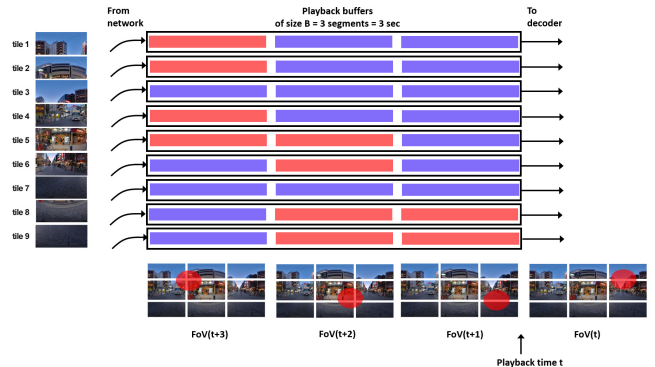 From
network
Playback buffers
of size B = 3 segments = 3 sec
To
decoder
tile 1
tile 2
tile 3
tile 4
tile 5
tile 6
tile 7
tile 8
tile 9
FoV(t+3)
FoV(t+2)
FoV(t+1)
FoV(t)
Playback time t